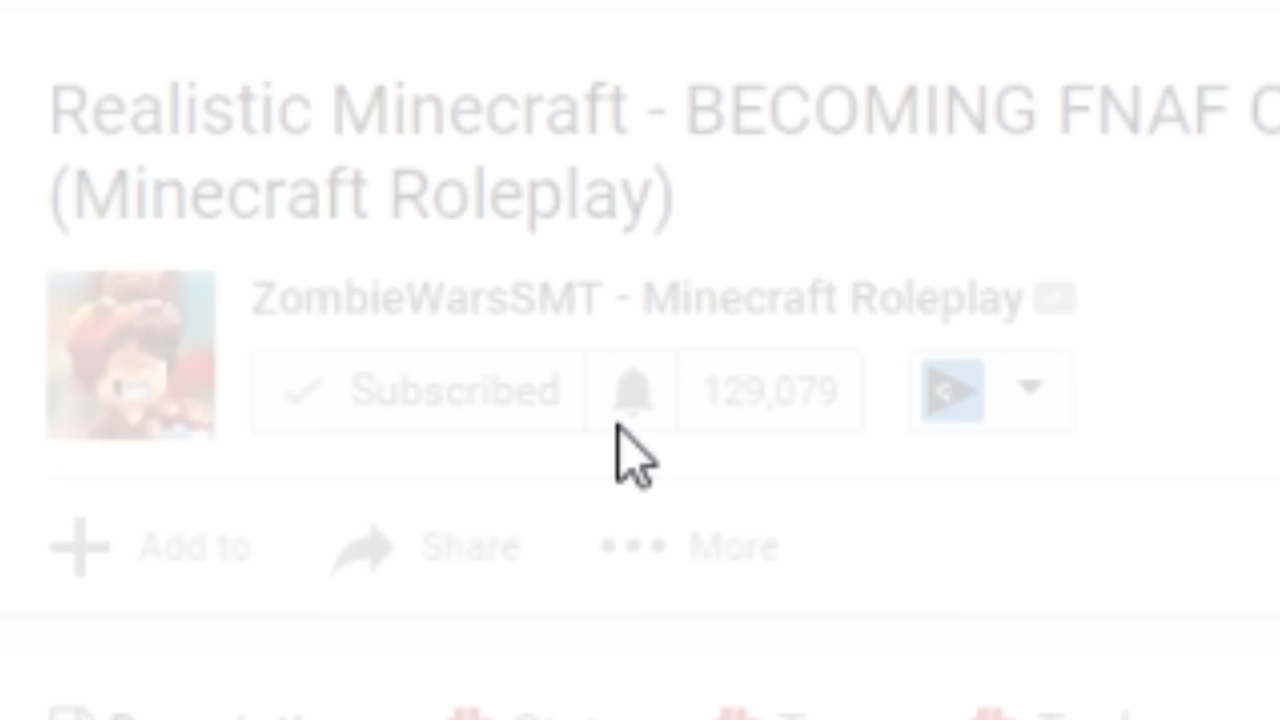 Realistic Minecraft - BECOMING FNAF
(Minecraft Roleplay)
ZombieWarsSMT - Minecraft Roleplay
Subscribed 129,079
Add to Share More